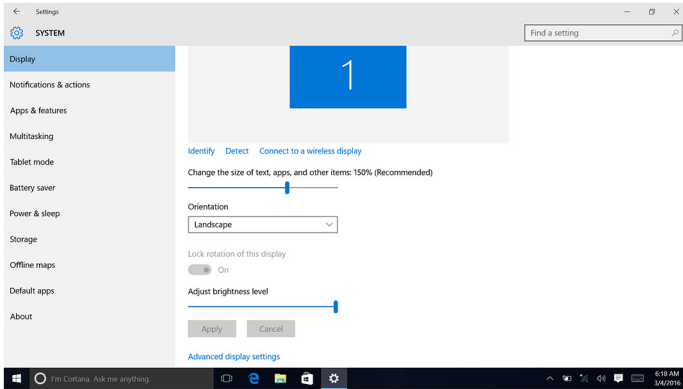 Settings
SYSTEM
Find a setting
Display
Notifications & actions
Apps & features
Multitasking
Tablet mode
Battery saver
Power & sleep
Storage
Offline maps
Default apps
About
1
Identify Detect Connect to a wireless display
Change the size of text, apps, and other items: 150% (Recommended)
Orientation
Landscape
Lock rotation of this display
On
Adjust brightness level
Apply Cancel
Advanced display settings
I'm Cortana. Ask me anything.
6:18 AM
3/4/2016